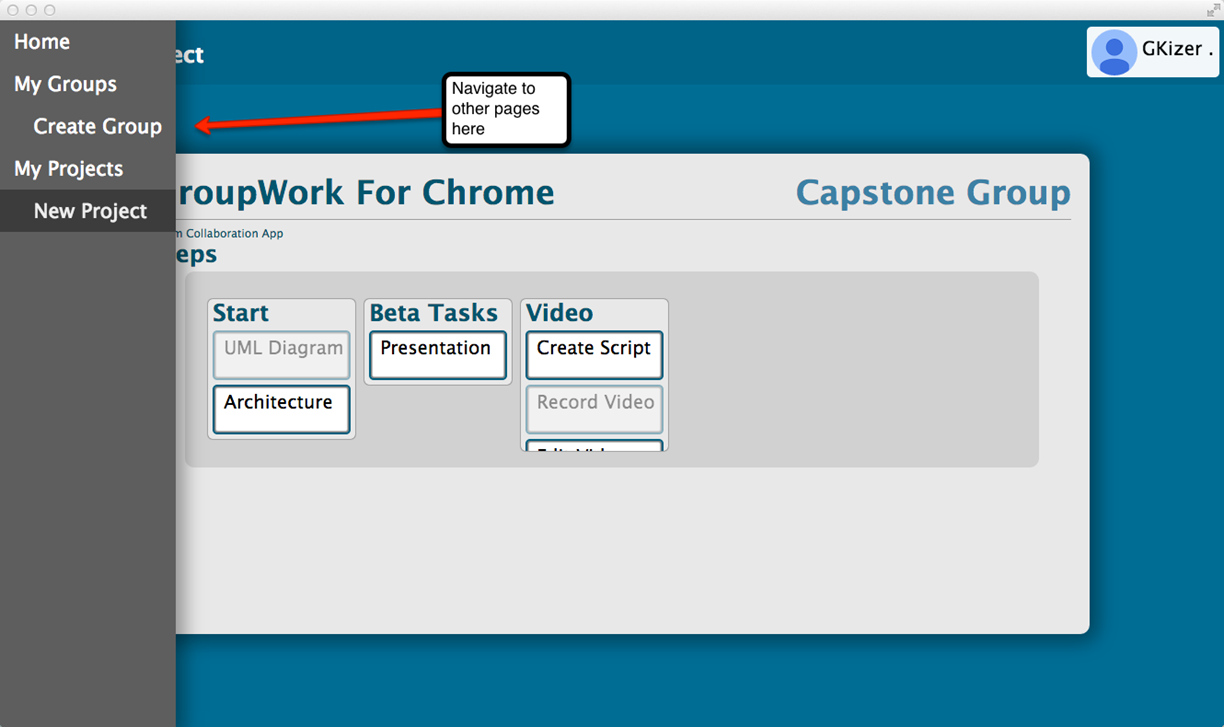 Home
ect
GKizer .
My Groups
Navigate to
other pages
here
Create Group
My Projects
New Project
roupWork For Chrome
Capstone Group
m Collaboration App
eps
Start
UML Diagram
Architecture
Beta Tasks
Presentation
Video
Create Script
Record Video